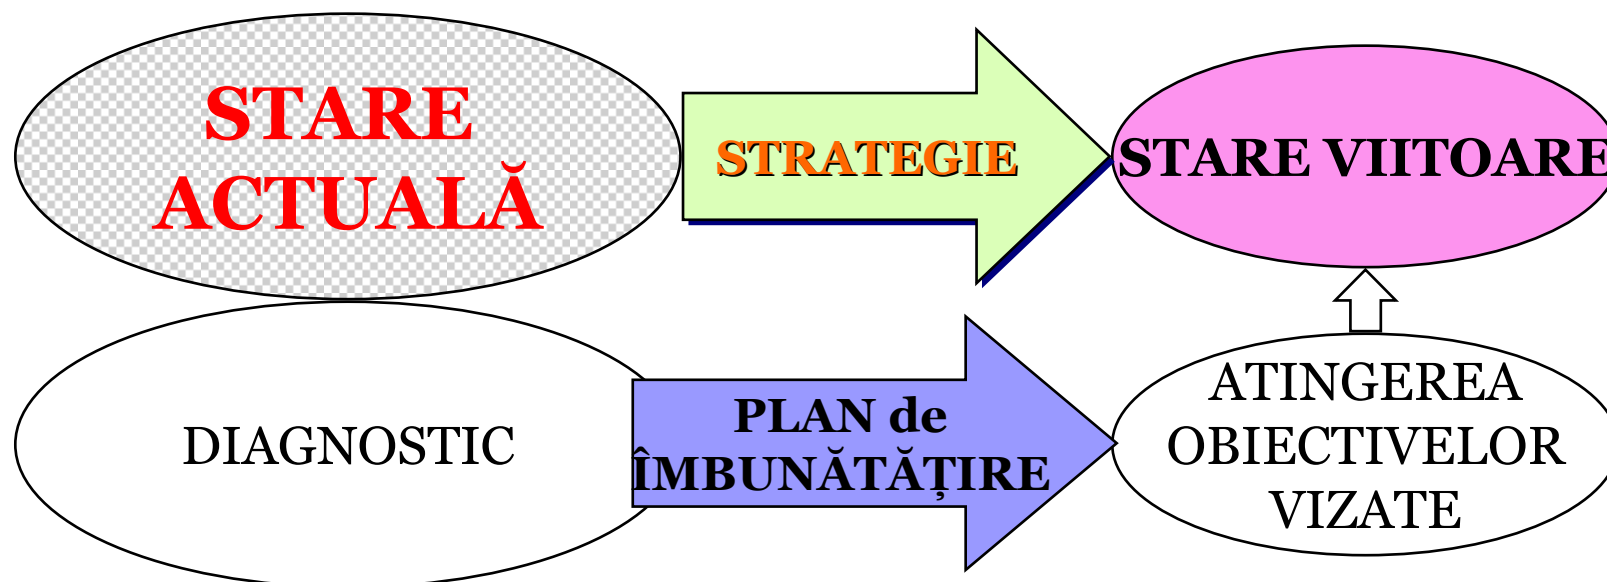 STARE
ACTUALĂ
STRATEGIE
STARE VIITOARE
DIAGNOSTIC
PLAN de
ÎMBUNĂTĂȚIRE
ATINGEREA
OBIECTIVELOR
VIZATE